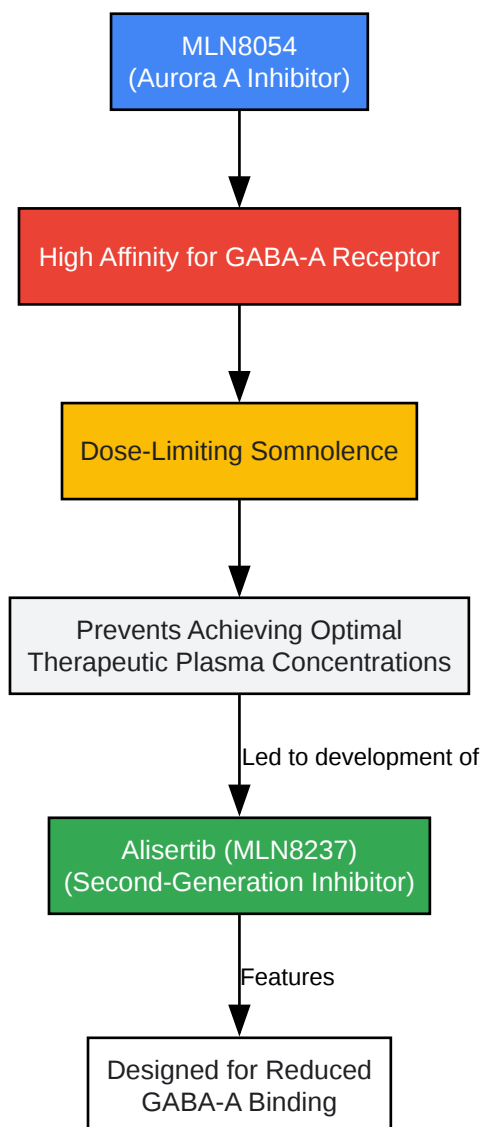 MLN8054
(Aurora A Inhibitor)
High Affinity for GABA-A Receptor
Dose-Limiting Somnolence
Prevents Achieving Optimal
Therapeutic Plasma Concentrations
Led to development of
Alisertib (MLN8237)
(Second-Generation Inhibitor)
Features
Designed for Reduced
GABA-A Binding